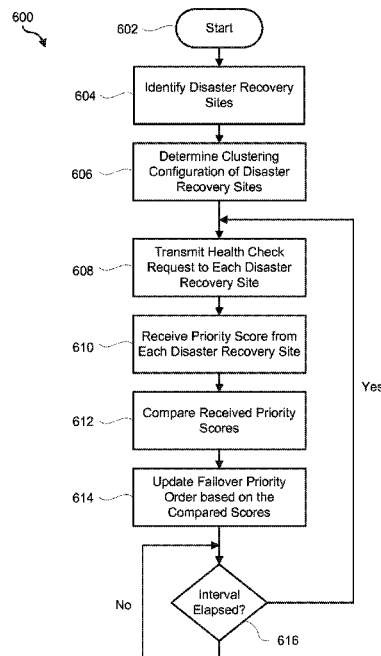 600
602
Start
604
Identify Disaster Recovery
Sites
606
Determine Clustering
Configuration of Disaster
Recovery Sites
608
Transmit Health Check
Request to Each Disaster
Recovery Site
610
Receive Priority Score from
Each Disaster Recovery Site
Yes
612
Compare Received Priority
Scores
614
Update Failover Priority
Order based on the
Compared Scores
No
Interval
Elapsed?
616